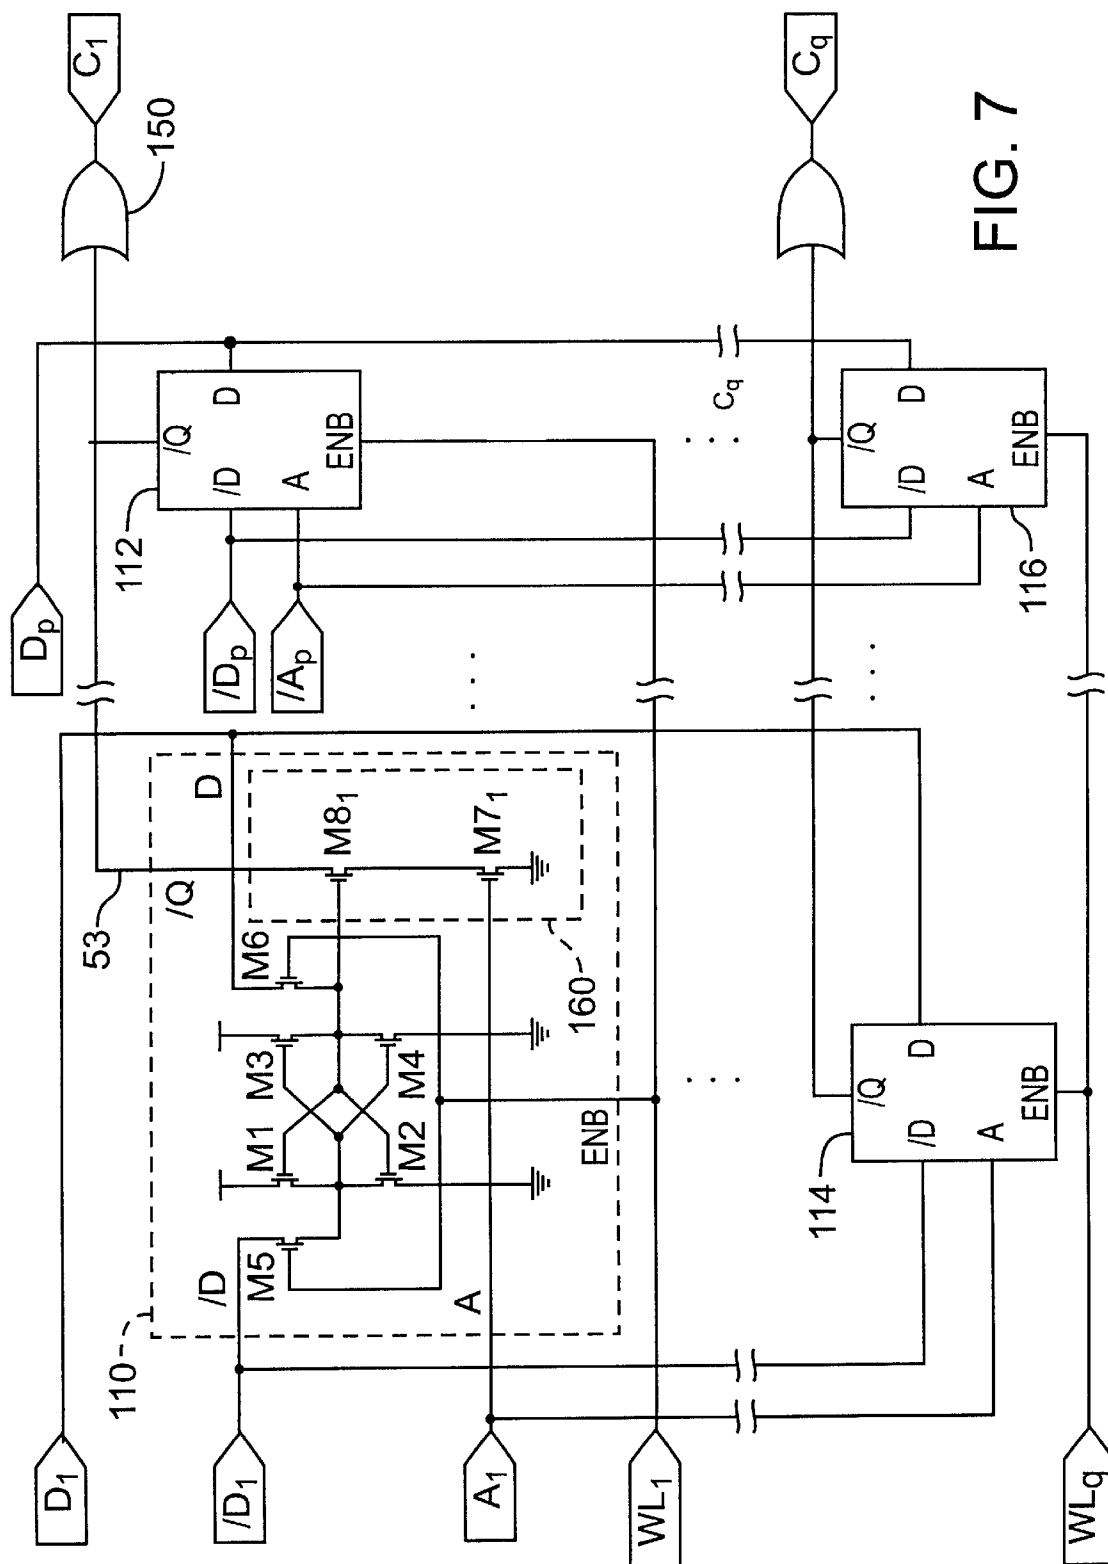 D1
/D1
A1
WL1
WLq
110
/D
M5
A
M1
M2
M3
M4
M6
ENB
/Q
D
53
M81
M71
160
114
/Q
/D
D
A
ENB
. . .
. . .
. . .
. . .
Dp
/Dp
/Ap
112
/Q
/D
D
A
ENB
Cq
116
/Q
/D
D
A
ENB
150
C1
Cq
FIG. 7